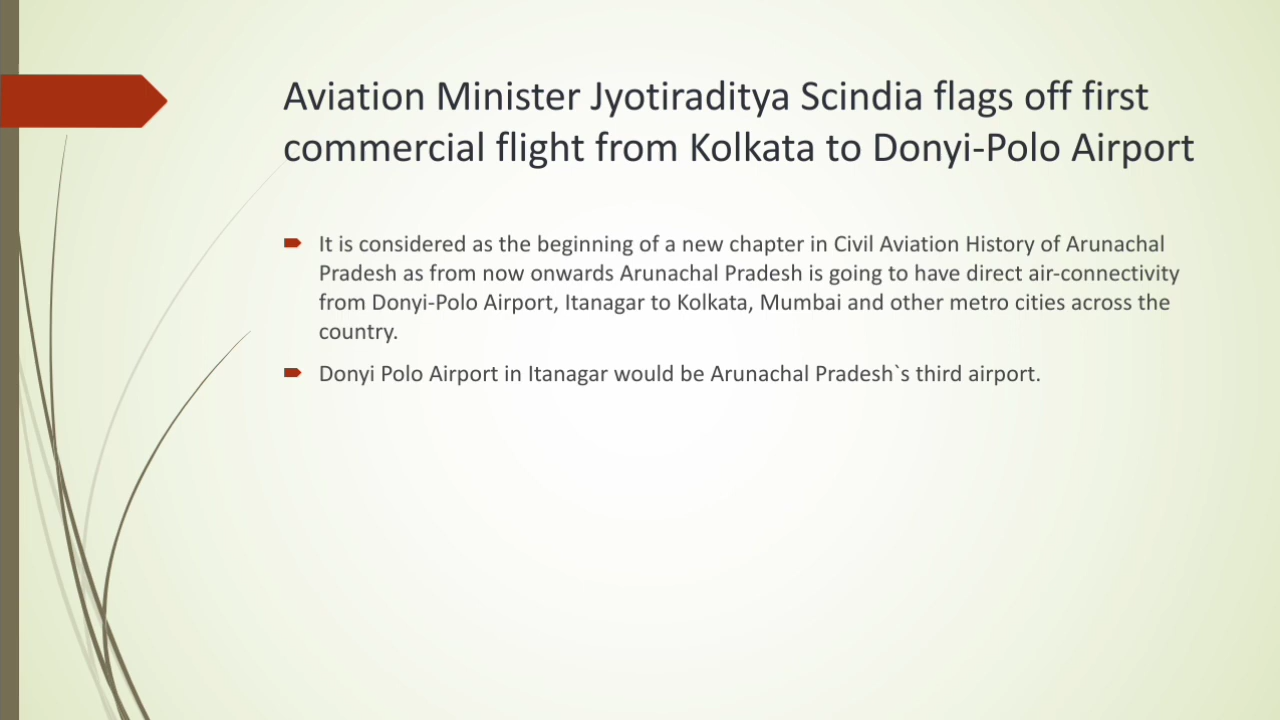 Aviation Minister Jyotiraditya Scindia flags off first
commercial flight from Kolkata to Donyi-Polo Airport
It is considered as the beginning of a new chapter in Civil Aviation History of Arunachal
Pradesh as from now onwards Arunachal Pradesh is going to have direct air-connectivity
from Donyi-Polo Airport, Itanagar to Kolkata, Mumbai and other metro cities across the
country.
Donyi Polo Airport in Itanagar would be Arunachal Pradesh`s third airport.